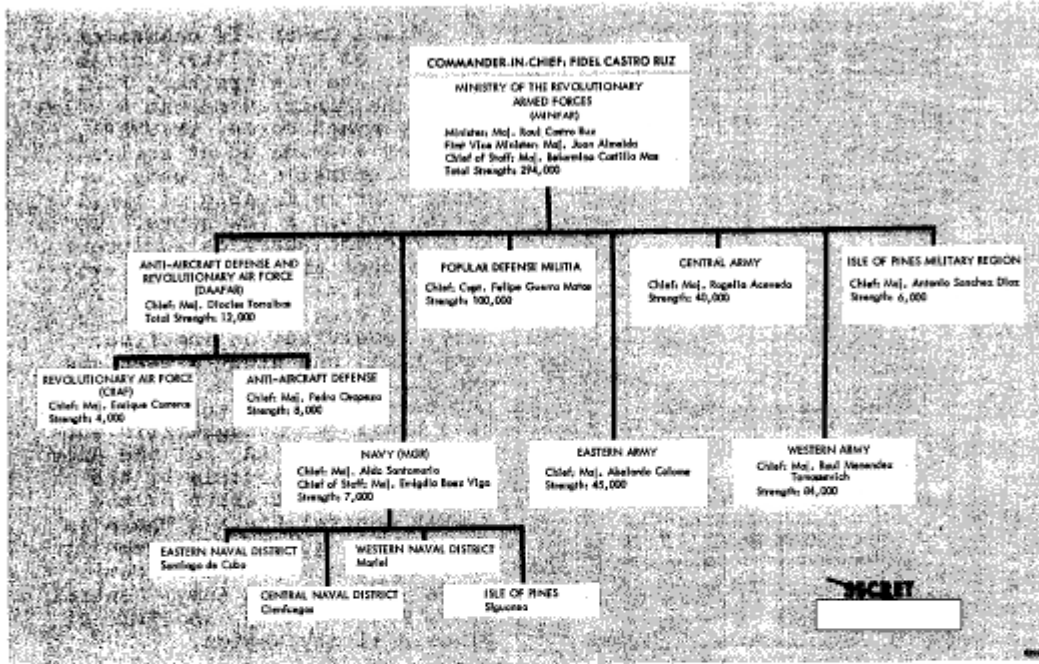 COMMANDER-IN-CHIEF: FIDEL CASTRO RUZ
MINISTRY OF THE REVOLUTIONARY
ARMED FORCES
(MINFAR)
Minister: Maj. Raul Castro Ruz
First Vice Minister: Maj. Juan Almeida
Chief of Staff: Maj. Belarmino Castilla Mas
Total Strength: 294,000
ANTI-AIRCRAFT DEFENSE AND
REVOLUTIONARY AIR FORCE
(DAAFAR)
Chief: Maj. Diocles Torralbas
Total Strength: 12,000
POPULAR DEFENSE MILITIA
Chief: Capt. Felipe Guerra Matos
Strength: 100,000
CENTRAL ARMY
Chief: Maj. Rogelio Acevedo
Strength: 40,000
ISLE OF PINES MILITARY REGION
Chief: Maj. Antonio Sanchez Diaz
Strength: 6,000
REVOLUTIONARY AIR FORCE
(CRAF)
Chief: Maj. Enrique Carreras
Strength: 4,000
ANTI-AIRCRAFT DEFENSE
Chief: Maj. Pedro Oropeza
Strength: 8,000
NAVY (MGR)
Chief: Maj. Aldo Santamaria
Chief of Staff: Maj. Emigdio Baez Vigo
Strength: 7,000
EASTERN ARMY
Chief: Maj. Abelardo Colome
Strength: 45,000
WESTERN ARMY
Chief: Maj. Raul Menendez
Tomassevich
Strength: 84,000
EASTERN NAVAL DISTRICT
Santiago de Cuba
WESTERN NAVAL DISTRICT
Mariel
CENTRAL NAVAL DISTRICT
Cienfuegos
ISLE OF PINES
Siguanea
SECRET